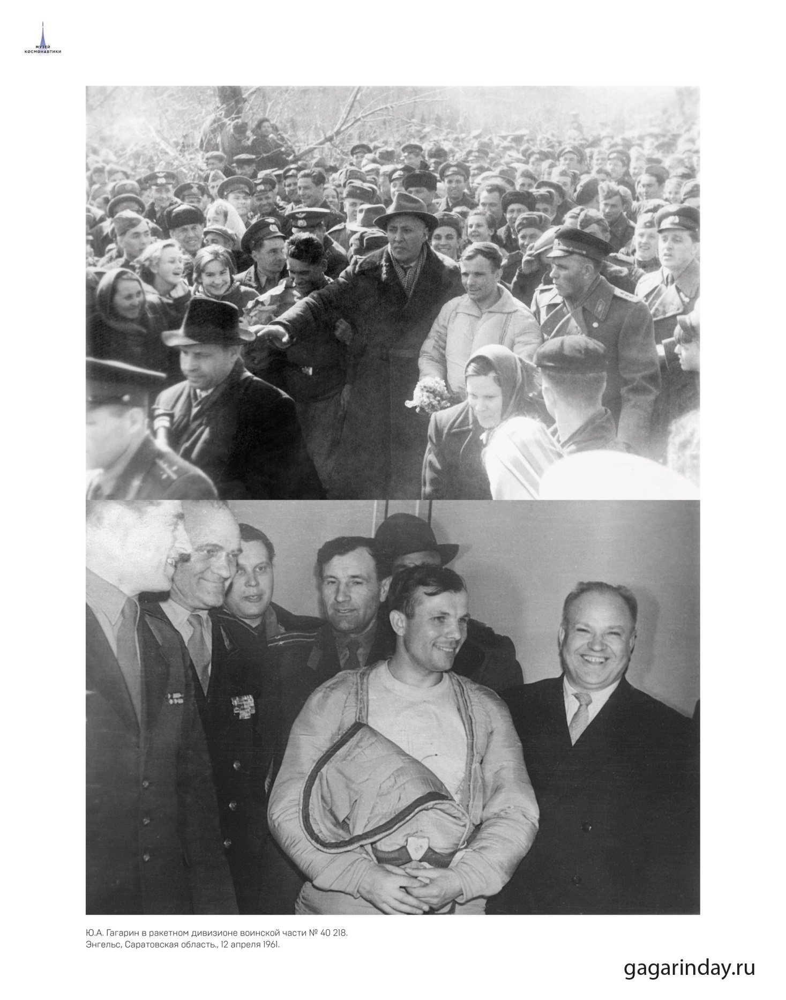 МУЗЕЙ
КОСМОНАВТИКИ
Ю.А. Гагарин в ракетном дивизионе воинской части № 40 218.
Энгельс, Саратовская область., 12 апреля 1961.
gagarinday.ru